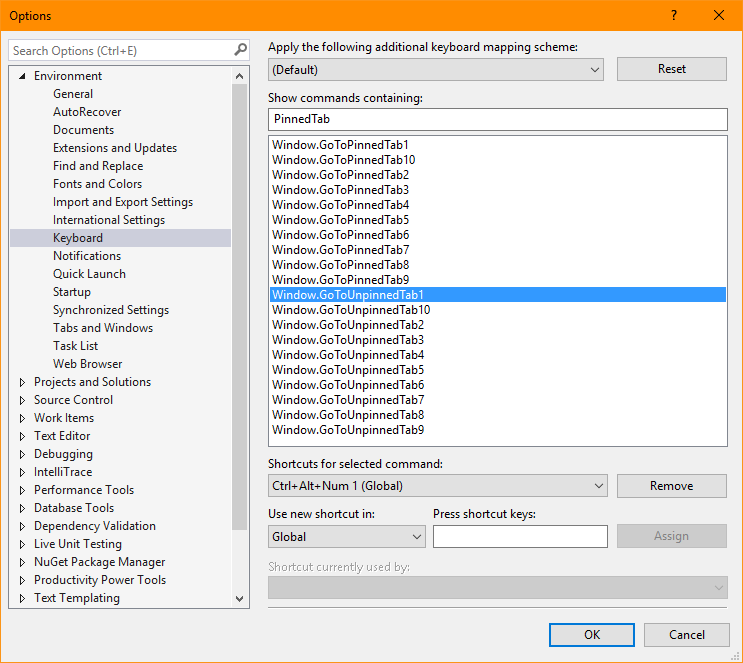 Options
?
Search Options (Ctrl+E)
Environment
General
AutoRecover
Documents
Extensions and Updates
Find and Replace
Fonts and Colors
Import and Export Settings
International Settings
Keyboard
Notifications
Quick Launch
Startup
Synchronized Settings
Tabs and Windows
Task List
Web Browser
Projects and Solutions
Source Control
Work Items
Text Editor
Debugging
IntelliTrace
Performance Tools
Database Tools
Dependency Validation
Live Unit Testing
NuGet Package Manager
Productivity Power Tools
Text Templating
Apply the following additional keyboard mapping scheme:
(Default)
Reset
Show commands containing:
PinnedTab
Window.GoToPinnedTab1
Window.GoToPinnedTab10
Window.GoToPinnedTab2
Window.GoToPinnedTab3
Window.GoToPinnedTab4
Window.GoToPinnedTab5
Window.GoToPinnedTab6
Window.GoToPinnedTab7
Window.GoToPinnedTab8
Window.GoToPinnedTab9
Window.GoToUnpinnedTab1
Window.GoToUnpinnedTab10
Window.GoToUnpinnedTab2
Window.GoToUnpinnedTab3
Window.GoToUnpinnedTab4
Window.GoToUnpinnedTab5
Window.GoToUnpinnedTab6
Window.GoToUnpinnedTab7
Window.GoToUnpinnedTab8
Window.GoToUnpinnedTab9
Shortcuts for selected command:
Ctrl+Alt+Num 1 (Global)
Remove
Use new shortcut in:
Press shortcut keys:
Global
Assign
Shortcut currently used by:
OK
Cancel